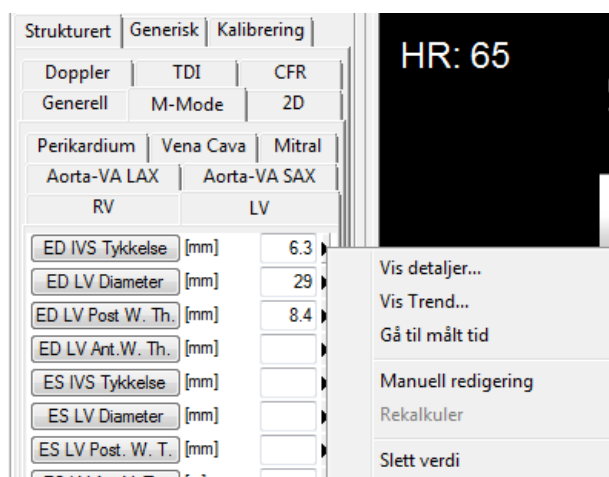 Strukturert Generisk Kalibrering
Doppler TDI CFR
Generell M-Mode 2D
Perikardium Vena Cava Mitral
Aorta-VA LAX Aorta-VA SAX
RV LV
ED IVS Tykkelse [mm] 6.3
ED LV Diameter [mm] 29
ED LV Post W. Th. [mm] 8.4
ED LV Ant.W. Th. [mm]
ES IVS Tykkelse [mm]
ES LV Diameter [mm]
ES LV Post. W. T. [mm]
HR: 65
Vis detaljer...
Vis Trend...
Gå til målt tid
Manuell redigering
Rekalkuler
Slett verdi